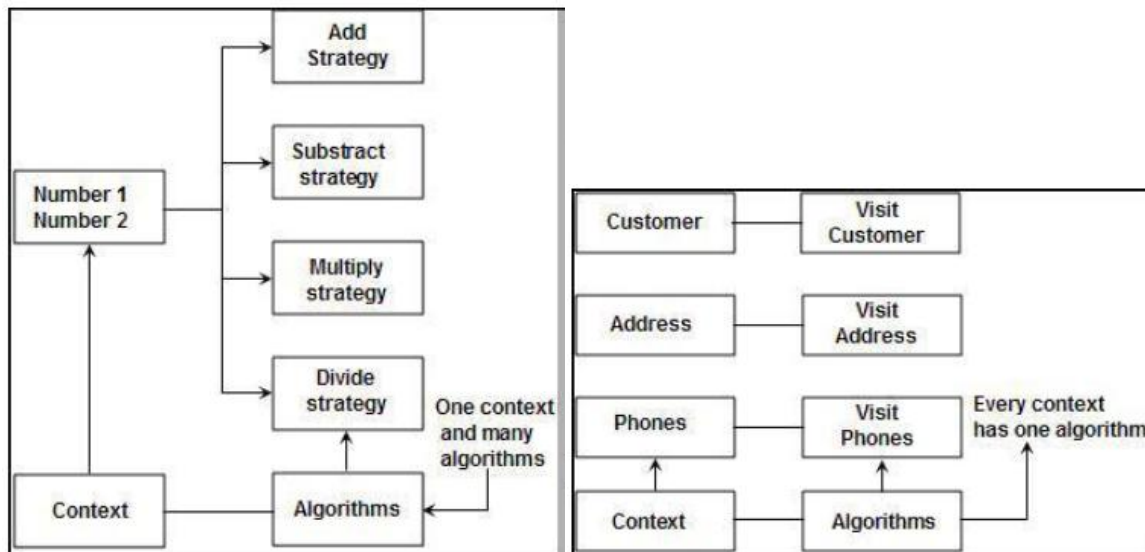 Add
Strategy
Substract
strategy
Number 1
Number 2
Multiply
strategy
Divide
strategy
One context
and many
algorithms
Context
Algorithms
Customer
Visit
Customer
Address
Visit
Address
Phones
Visit
Phones
Every context
has one algorithm
Context
Algorithms